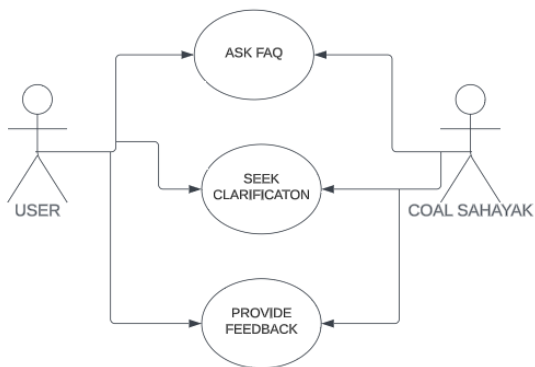 ASK FAQ
SEEK
CLARIFICATON
USER
COAL SAHAYAK
PROVIDE
FEEDBACK